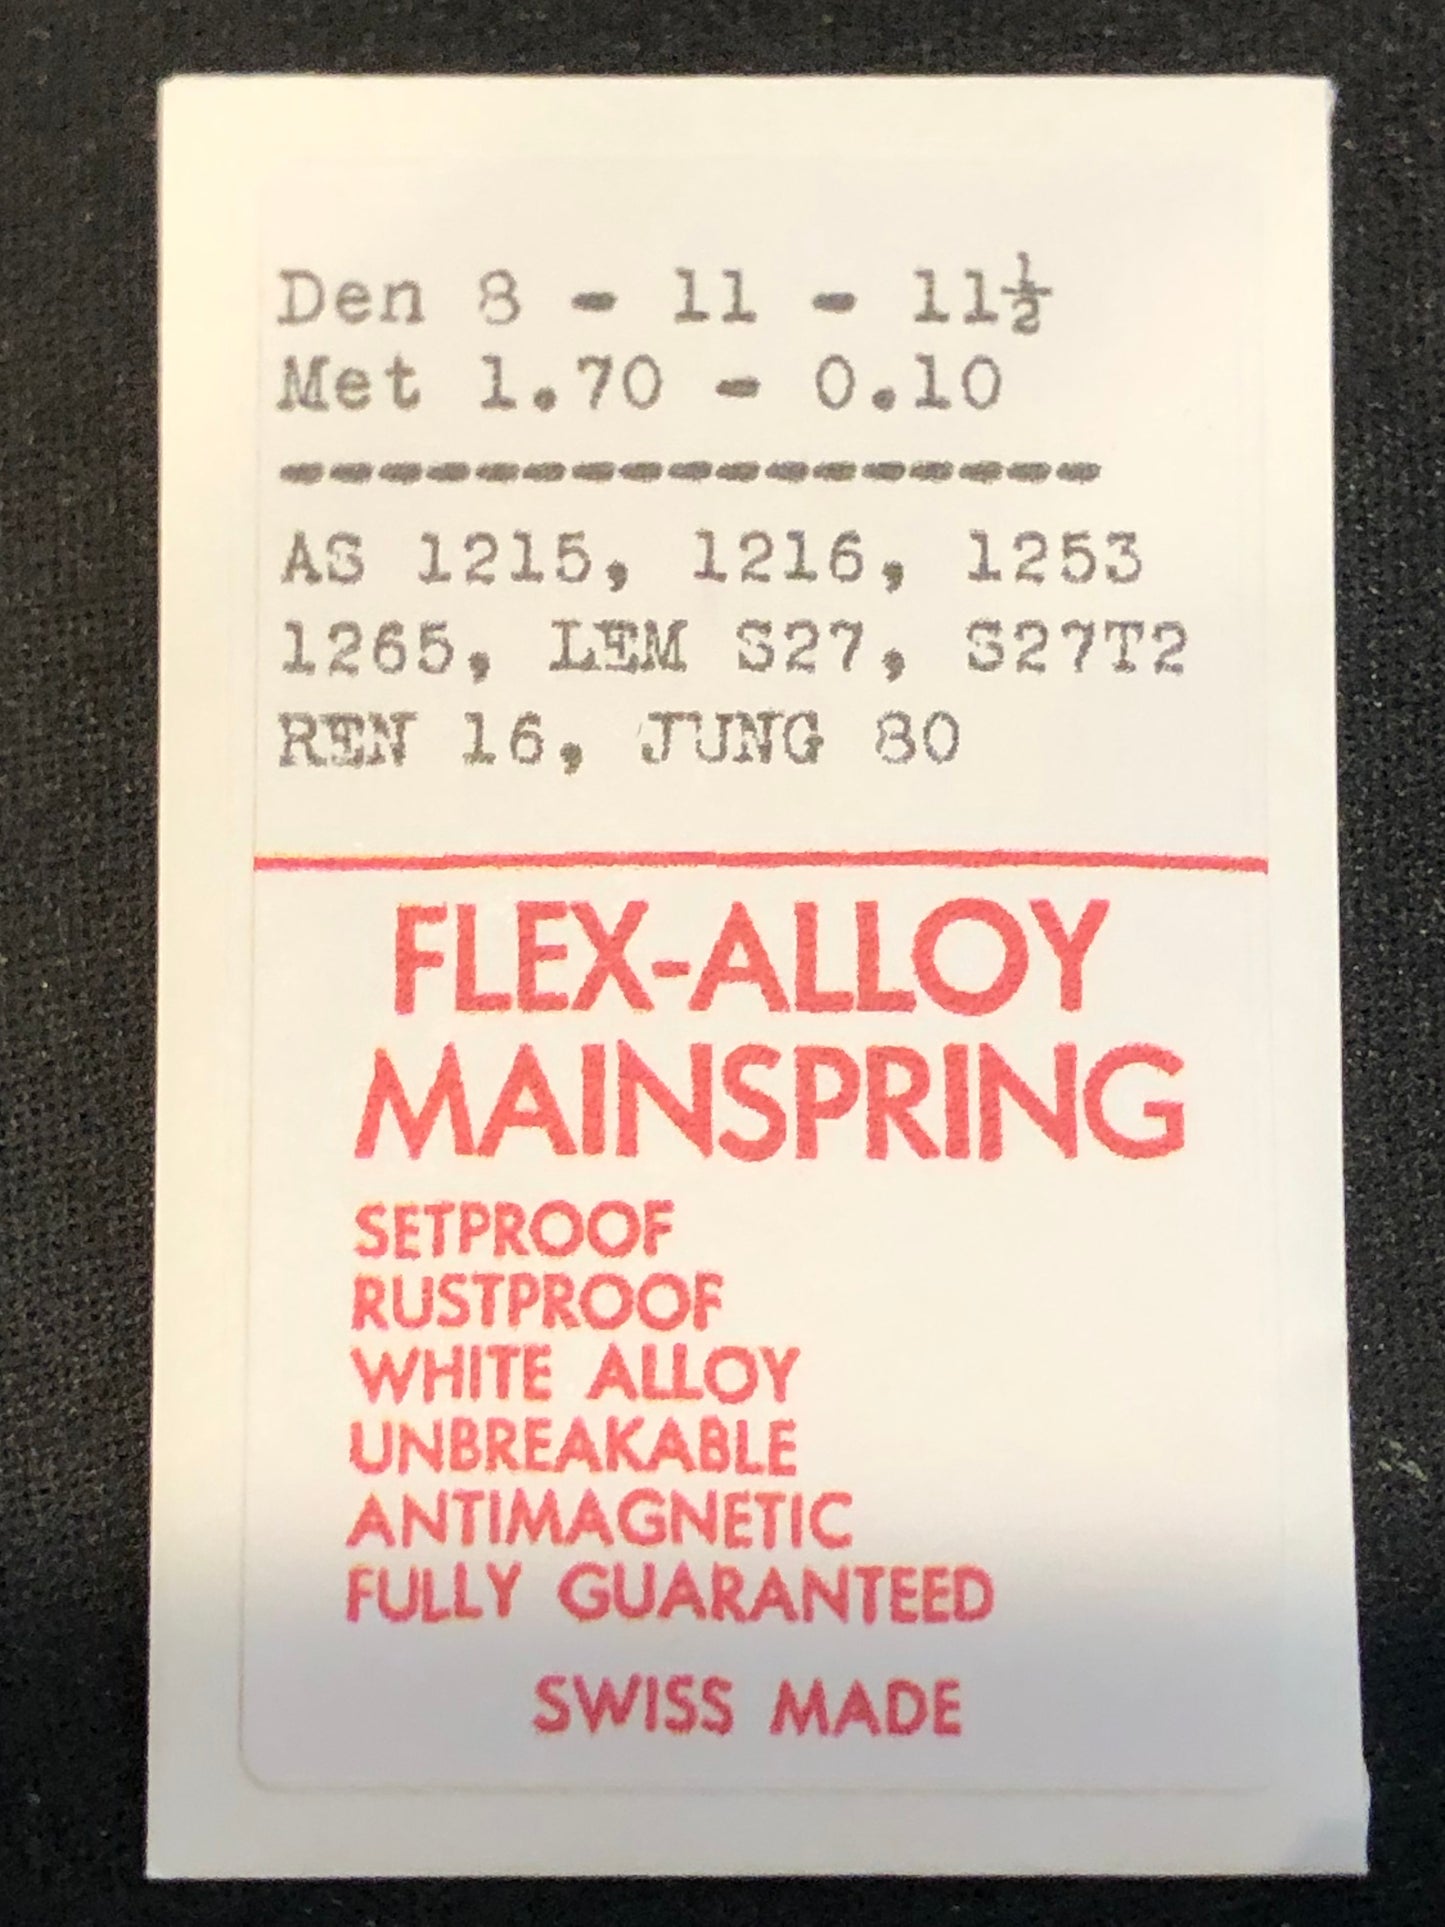 Den 8 - 11 - 11½
Met 1.70 - 0.10
-----------------
AS 1215, 1216, 1253
1265, LEM S27, S27T2
REN 16, JUNG 80
FLEX-ALLOY
MAINSPRING
SETPROOF
RUSTPROOF
WHITE ALLOY
UNBREAKABLE
ANTIMAGNETIC
FULLY GUARANTEED
SWISS MADE